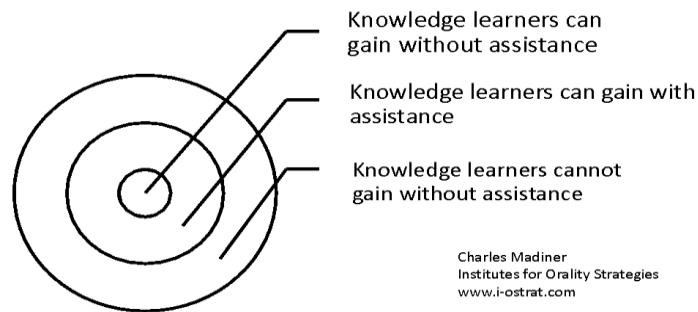 Knowledge learners can
gain without assistance
Knowledge learners can gain with
assistance
Knowledge learners cannot
gain without assistance
Charles Madiner
Institutes for Orality Strategies
www.i-ostrat.com